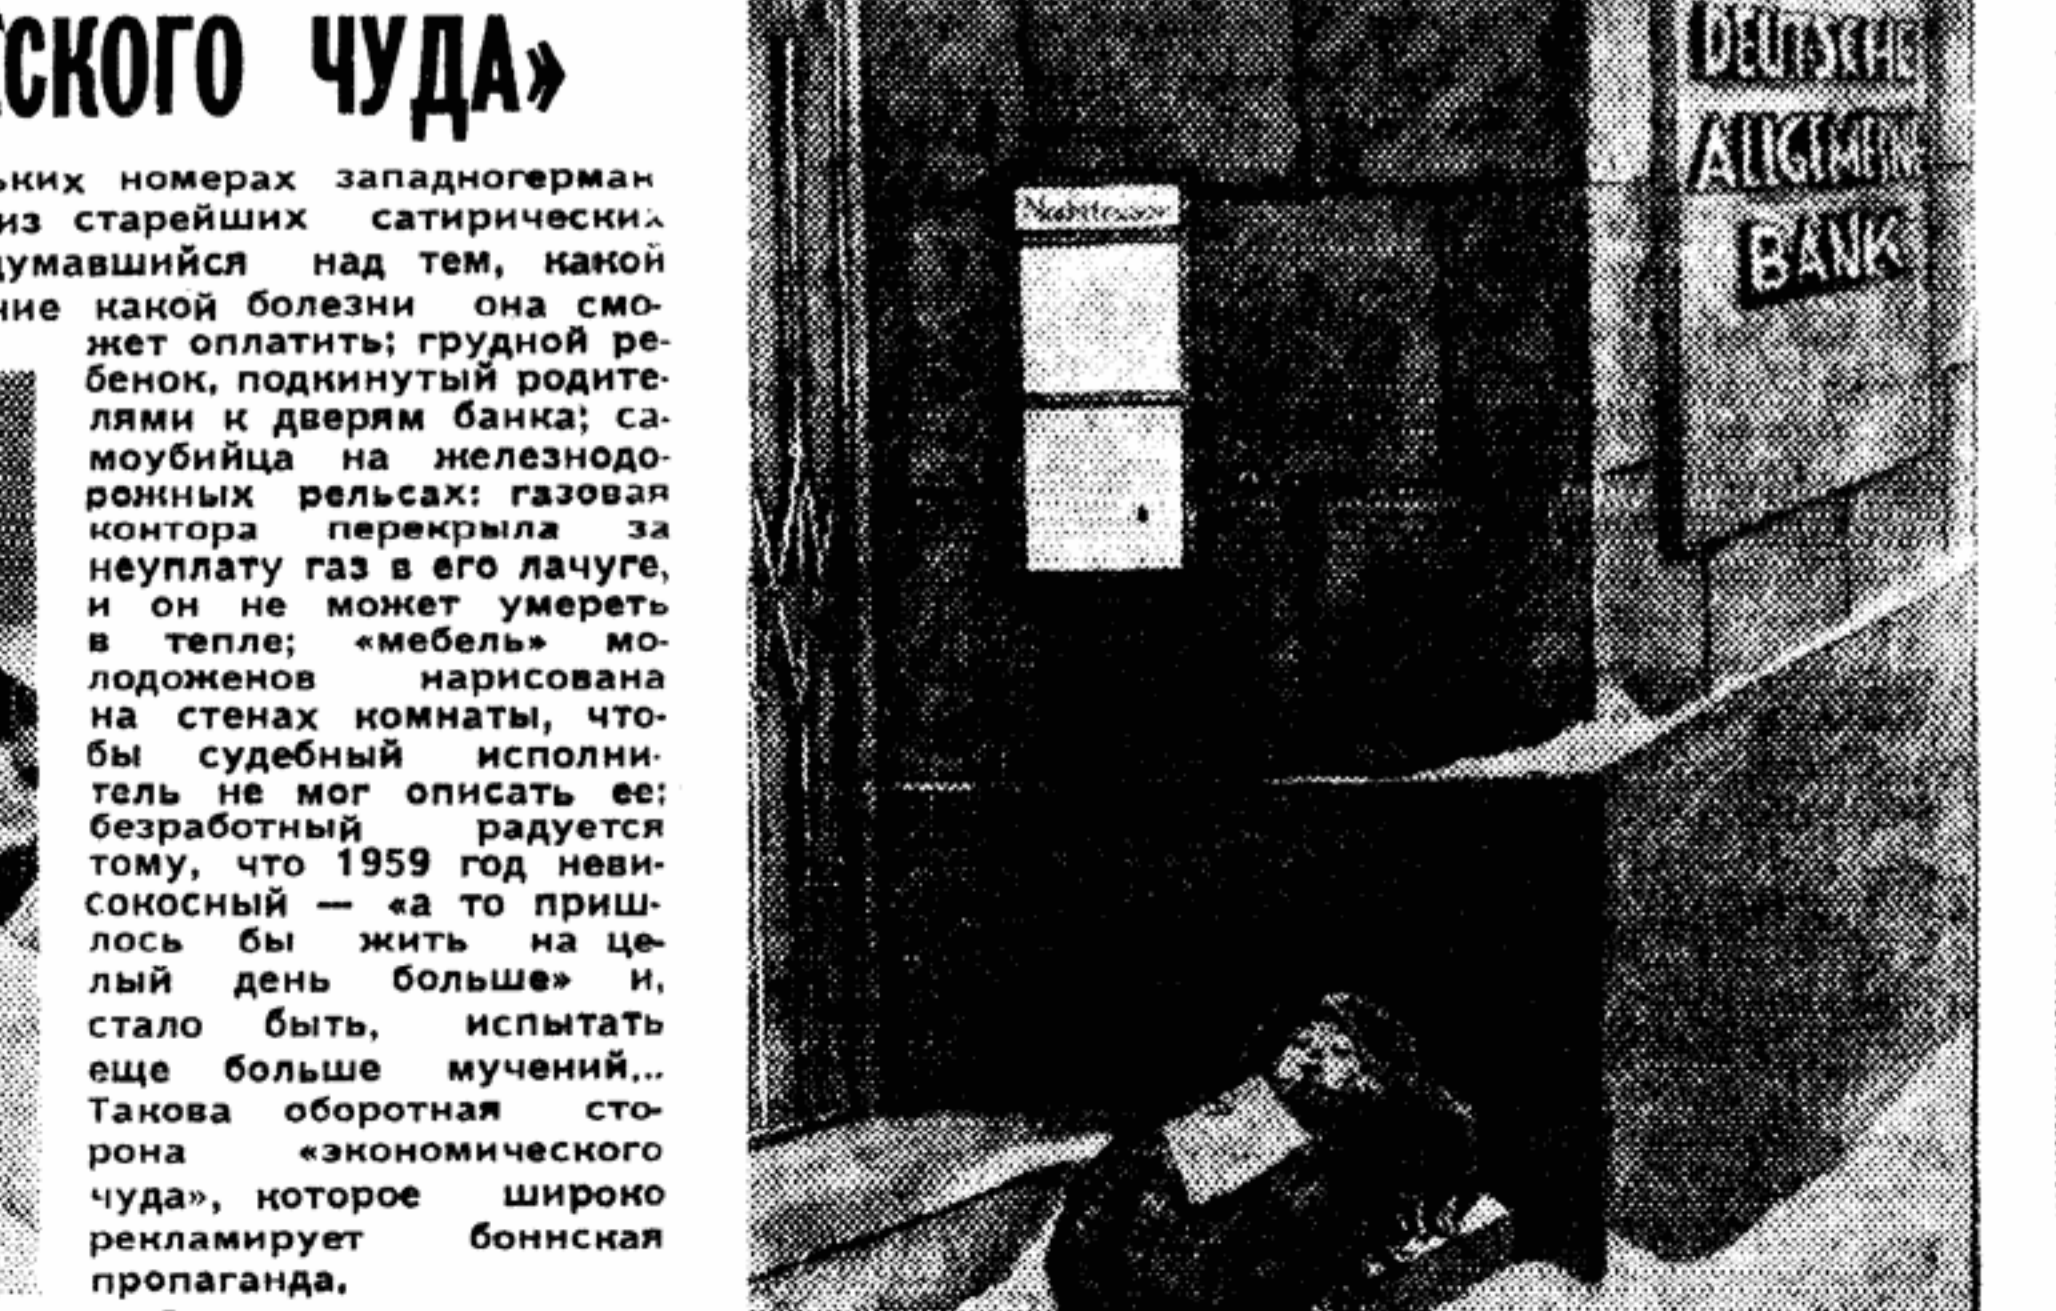 СКОГО ЧУДА»
ьких номерах западногерман
из старейших сатирических
думавшийся над тем, какой
ние какой болезни она смо-
жет оплатить; грудной ре-
бенок, подкинутый родите-
лями к дверям банка; са-
моубийца на железнодо-
рожных рельсах: газовая
контора перекрыла за
неуплату газ в его лачуге,
и он не может умереть
в тепле; «мебель» мо-
лодоженов нарисована
на стенах комнаты, что-
бы судебный исполни-
тель не мог описать ее;
безработный радуется
тому, что 1959 год неви-
сокосный — «а то приш-
лось бы жить на це-
лый день больше» и,
стало быть, испытать
еще больше мучений...
Такова оборотная сто-
рона «экономического
чуда», которое широко
рекламирует боннская
пропаганда.
DEUTSCHE
ALLGEMEINE
BANK
Nachttresor